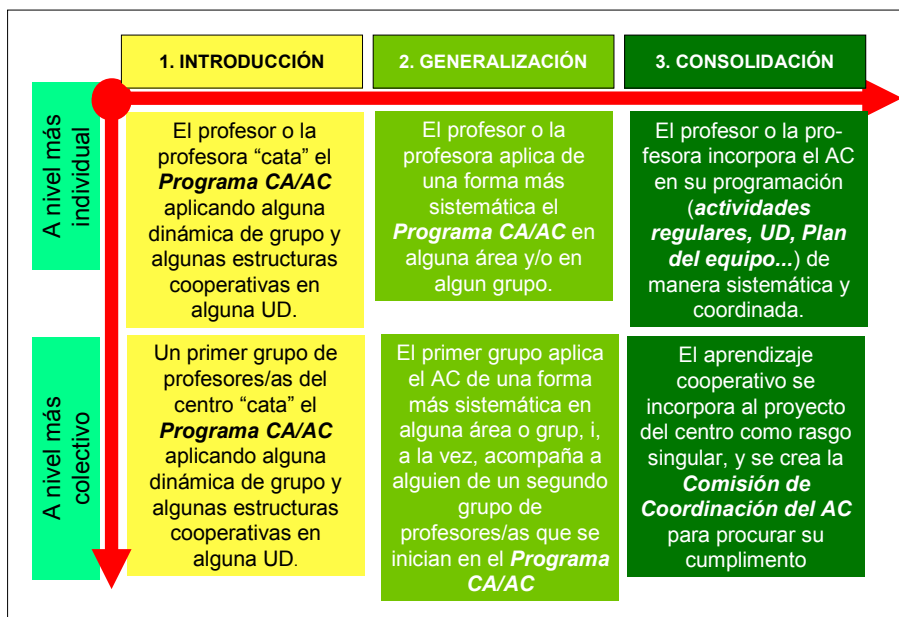 1. INTRODUCCIÓN
2. GENERALIZACIÓN
3. CONSOLIDACIÓN
A nivel más
individual
El profesor o la
profesora “cata” el
Programa CA/AC
aplicando alguna
dinámica de grupo y
algunas estructuras
cooperativas en
alguna UD.
El profesor o la
profesora aplica de
una forma más
sistemática el
Programa CA/AC en
alguna área y/o en
algun grupo.
El profesor o la pro-
fesora incorpora el AC
en su programación
(actividades
regulares, UD, Plan
del equipo...) de
manera sistemática y
coordinada.
A nivel más
colectivo
Un primer grupo de
profesores/as del
centro “cata” el
Programa CA/AC
aplicando alguna
dinámica de grupo y
algunas estructuras
cooperativas en
alguna UD.
El primer grupo aplica
el AC de una forma
más sistemática en
alguna área o grup, i,
a la vez, acompaña a
alguien de un segundo
grupo de
profesores/as que se
inician en el Programa
CA/AC
El aprendizaje
cooperativo se
incorpora al proyecto
del centro como rasgo
singular, y se crea la
Comisión de
Coordinación del AC
para procurar su
cumplimento